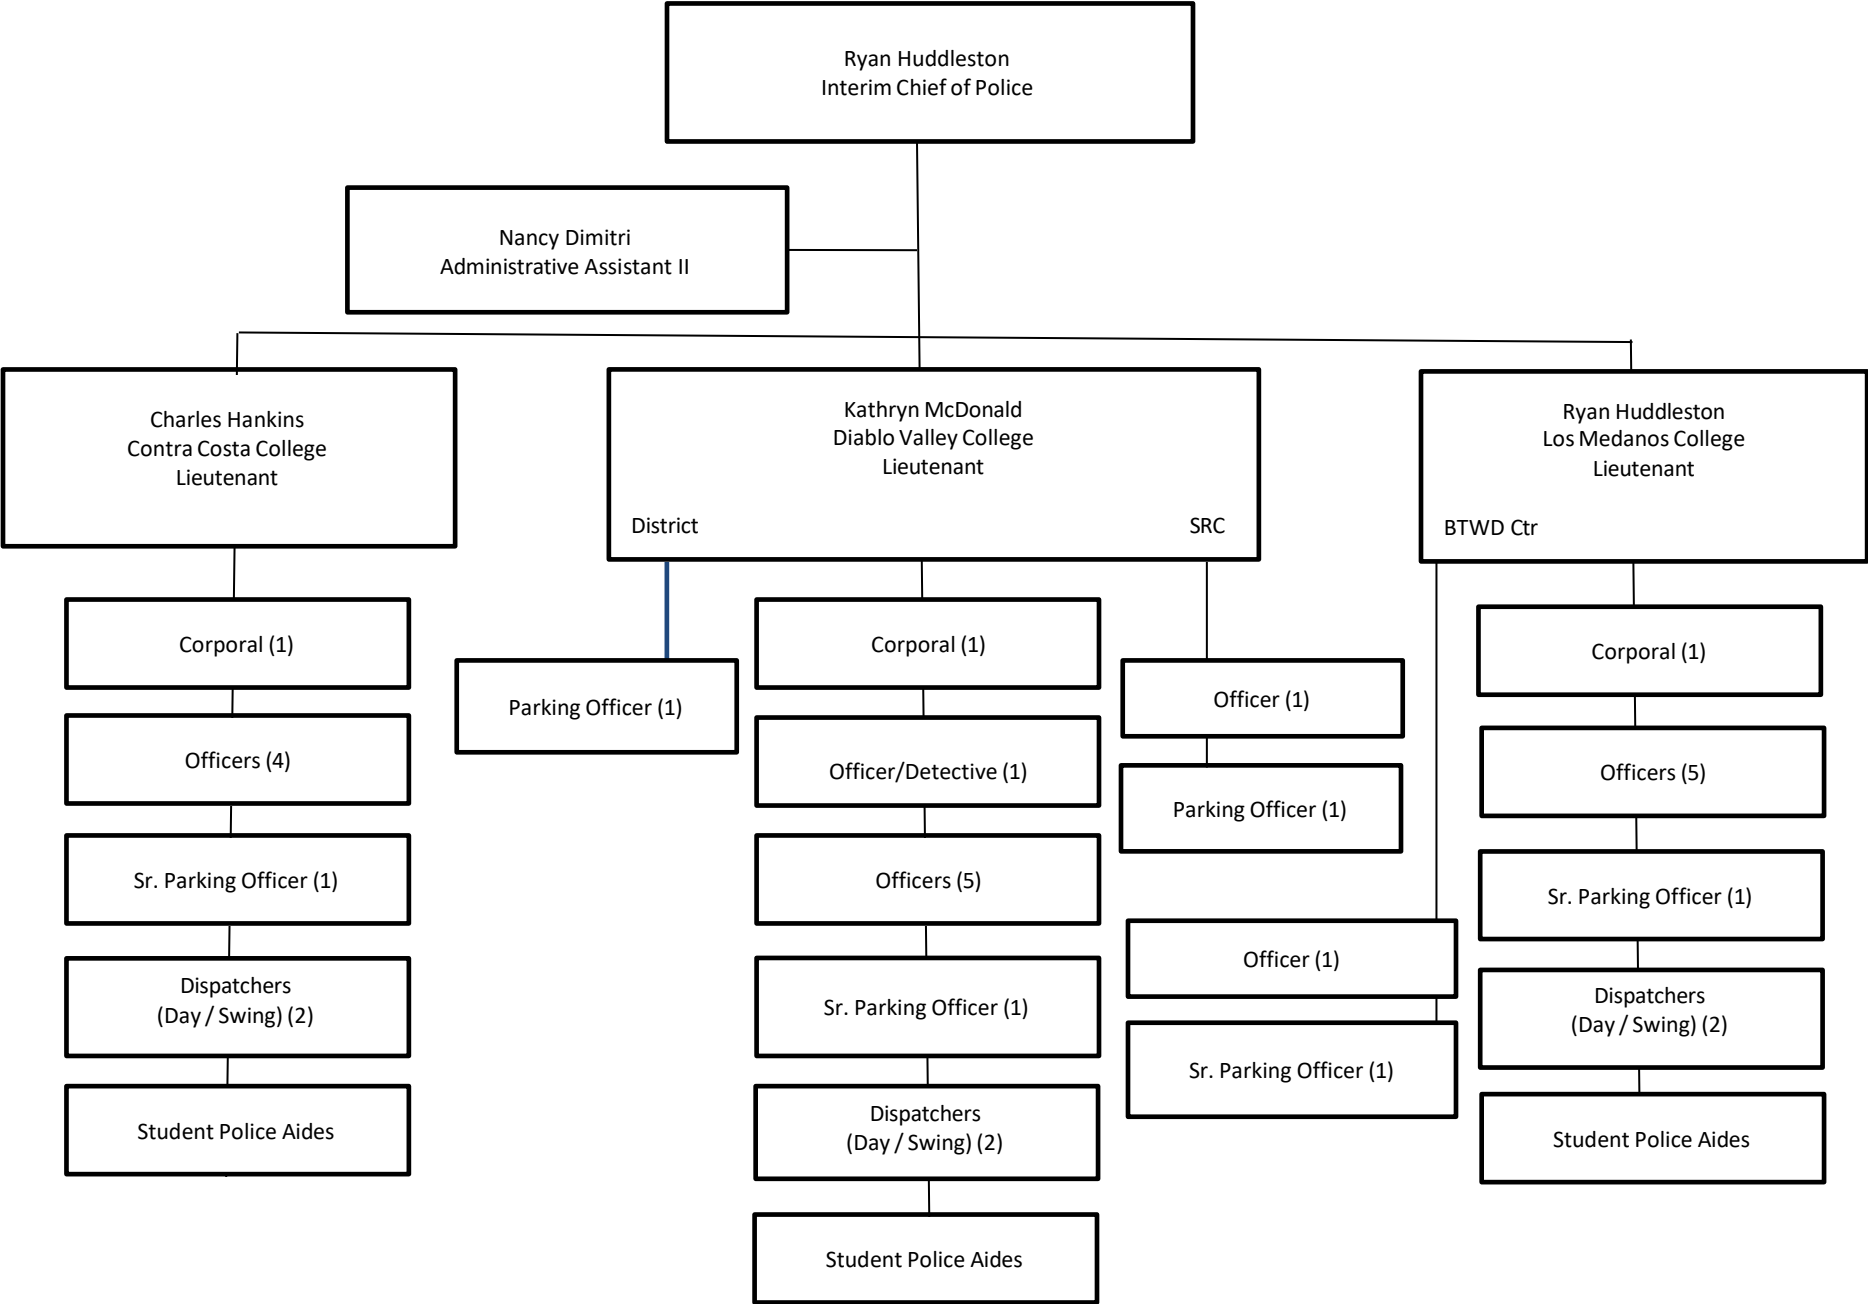 Ryan Huddleston
Interim Chief of Police
Nancy Dimitri
Administrative Assistant II
Charles Hankins
Contra Costa College
Lieutenant
Kathryn McDonald
Diablo Valley College
Lieutenant
District
SRC
Ryan Huddleston
Los Medanos College
Lieutenant
BTWD Ctr
Corporal (1)
Officers (4)
Sr. Parking Officer (1)
Dispatchers
(Day / Swing) (2)
Student Police Aides
Parking Officer (1)
Corporal (1)
Officer/Detective (1)
Officers (5)
Sr. Parking Officer (1)
Dispatchers
(Day / Swing) (2)
Student Police Aides
Officer (1)
Parking Officer (1)
Officer (1)
Sr. Parking Officer (1)
Corporal (1)
Officers (5)
Sr. Parking Officer (1)
Dispatchers
(Day / Swing) (2)
Student Police Aides